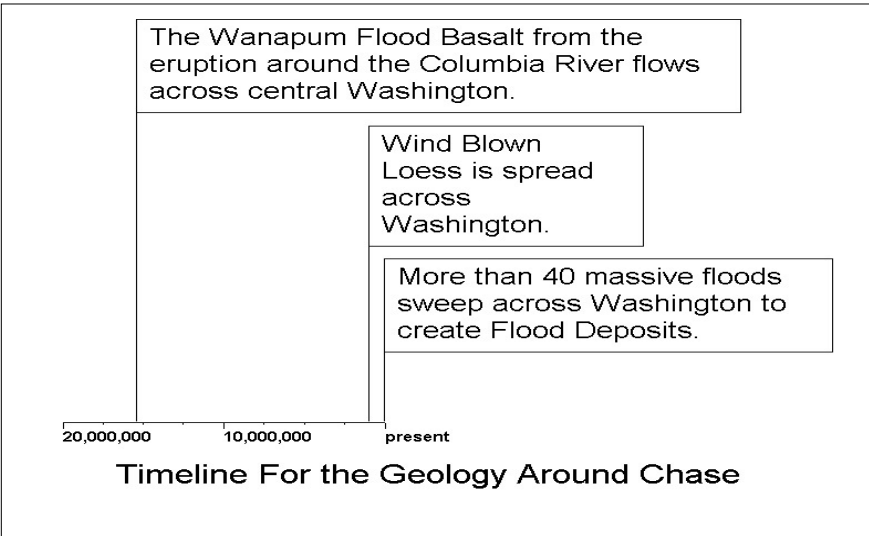 The Wanapum Flood Basalt from the
eruption around the Columbia River flows
across central Washington.
Wind Blown
Loess is spread
across
Washington.
More than 40 massive floods
sweep across Washington to
create Flood Deposits.
20,000,000 10,000,000 present
Timeline For the Geology Around Chase